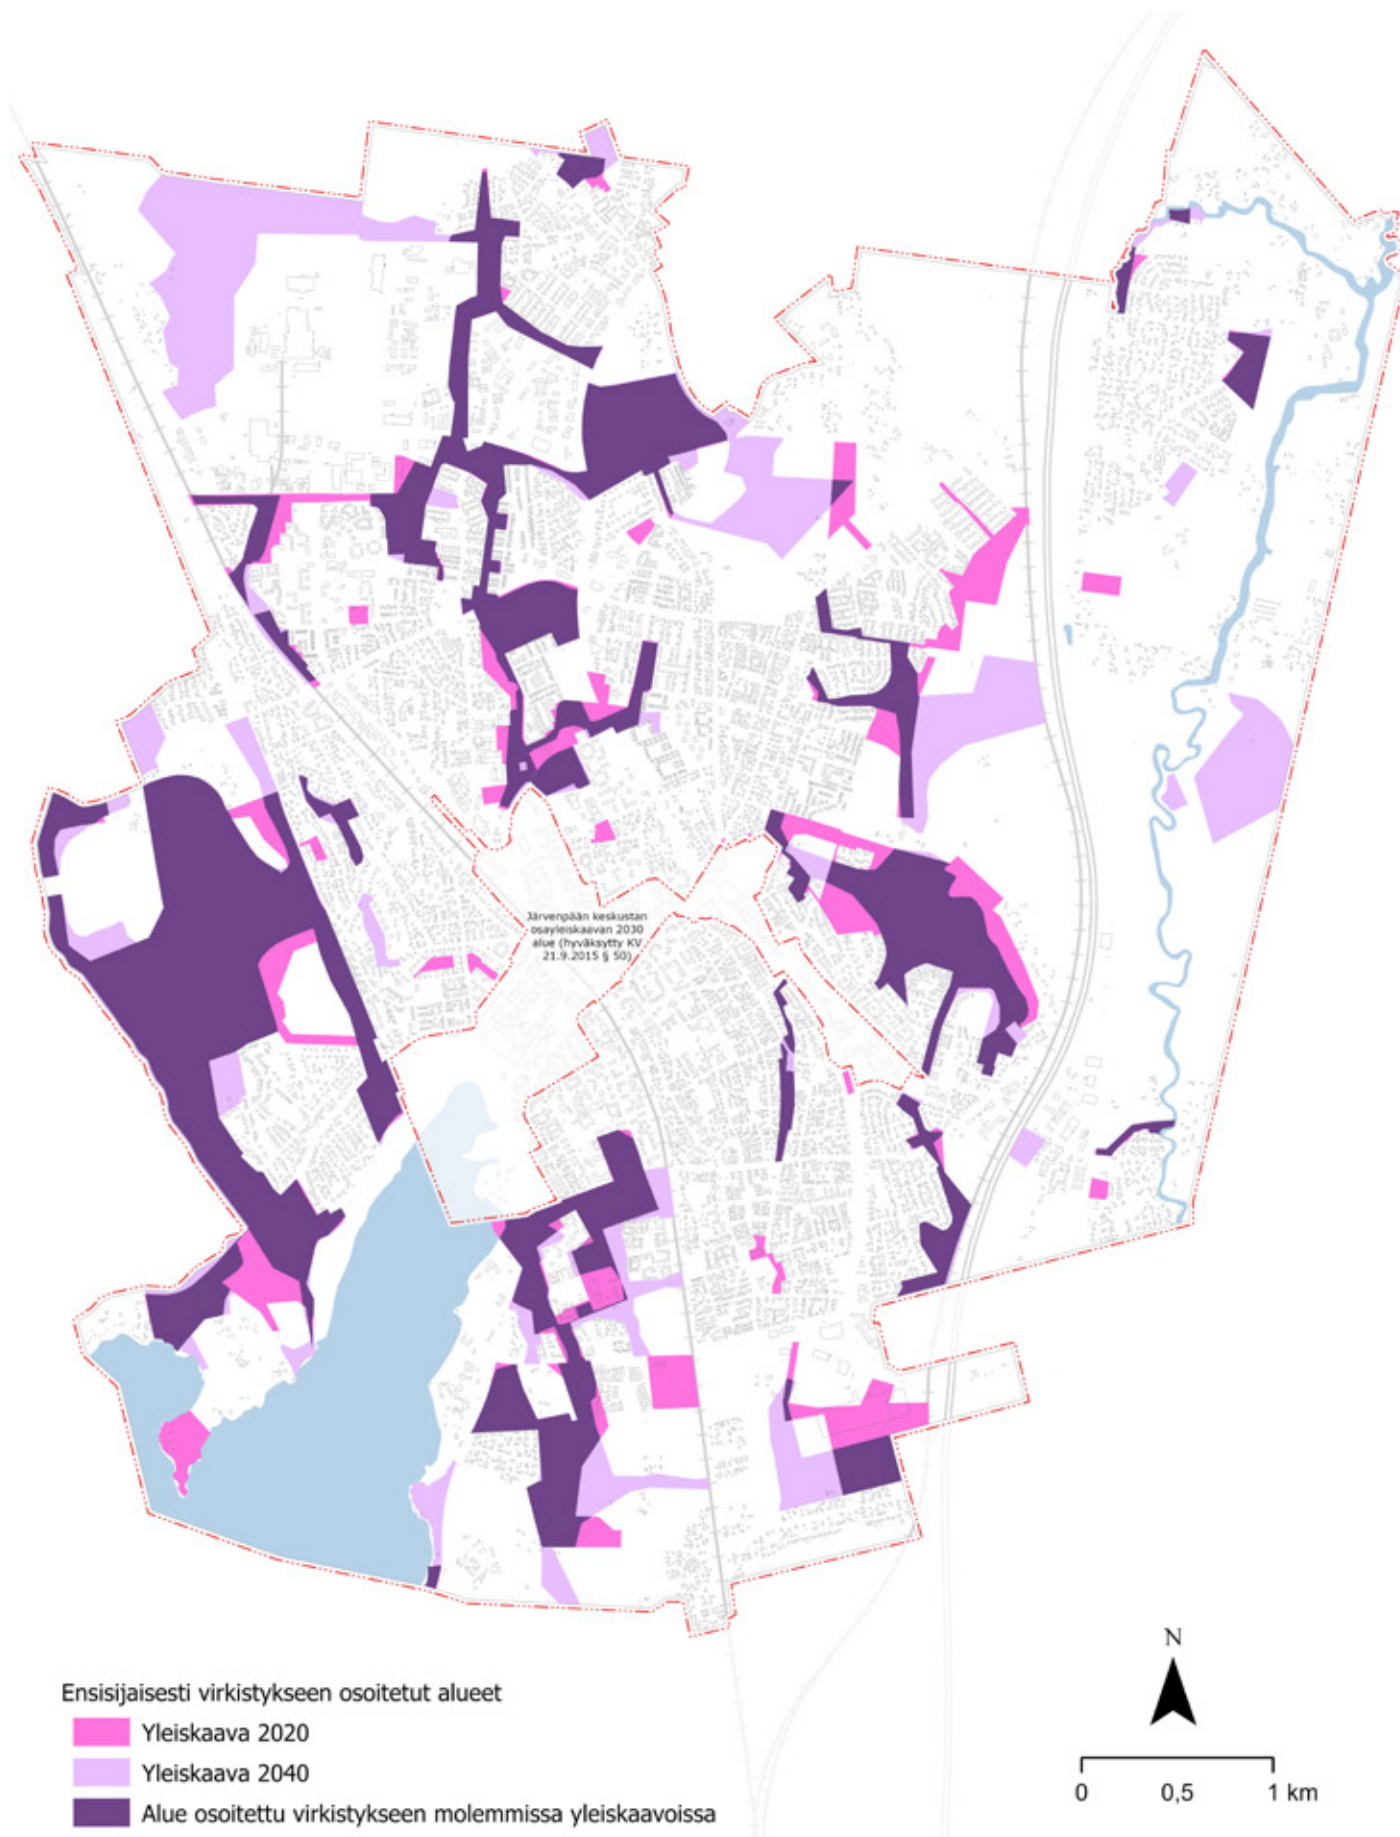 Järvenpään keskustan
osayleiskaavan 2030
alue (hyväksytty KV
21.9.2015 § 50)
Ensisijaisesti virkistykseen osoitetut alueet
Yleiskaava 2020
Yleiskaava 2040
Alue osoitettu virkistykseen molemmissa yleiskaavoissa
N
0 0,5 1 km